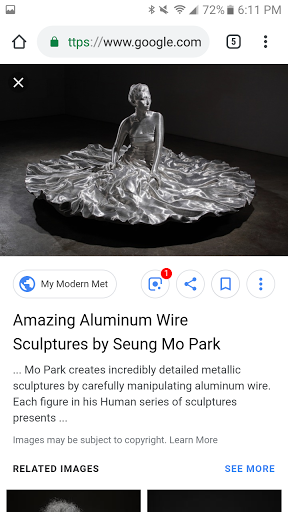 57% 6:11 PM
ttps://www.google.com
5
My Modern Met
1
Amazing Aluminum Wire
Sculptures by Seung Mo Park
... Mo Park creates incredibly detailed metallic
sculptures by carefully manipulating aluminum wire.
Each figure in his Human series of sculptures
presents ...
Images may be subject to copyright. Learn More
RELATED IMAGES
SEE MORE